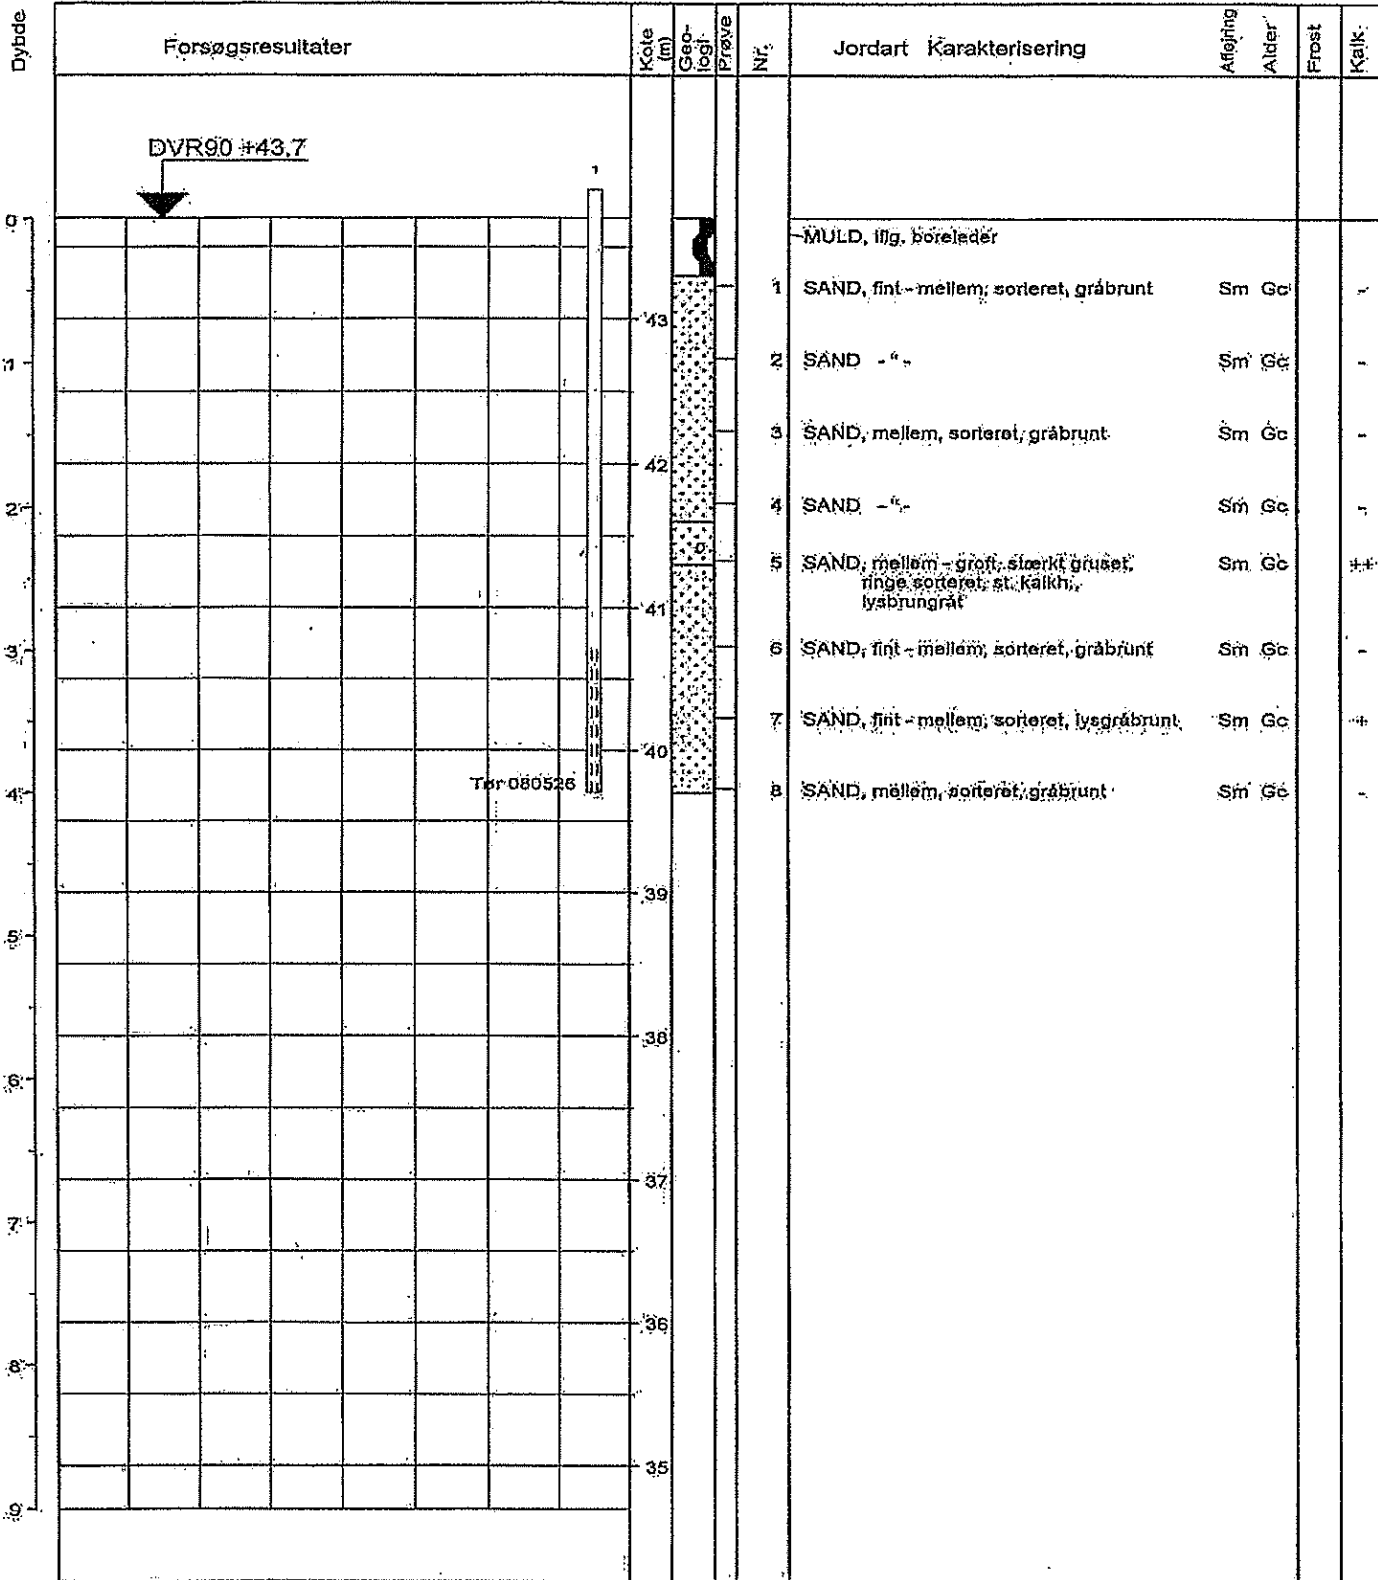 Dybde
Forsøgsresultater
Kote (m)
Geo-
logi
Prøve
Nr.
Jordart Karakterisering
Aflejring
Alder
Frost
Kalk
DVR90 +43,7
1
0
1
2
3
4
5
6
7
8
9
43
42
41
40
39
38
37
36
35
Tør 080526
MULD, iflg. boreleder
1 SAND, fint - mellem, sorteret, gråbrunt Sm Gc -
2 SAND -"- Sm Gc -
3 SAND, mellem, sorteret, gråbrunt Sm Gc -
4 SAND -"- Sm Gc -
5 SAND, mellem - groft, stærkt gruset, Sm Gc ++
ringe sorteret, st. kalkh.,
lysbrungråt
6 SAND, fint - mellem, sorteret, gråbrunt Sm Gc -
7 SAND, fint - mellem, sorteret, lysgråbrunt Sm Gc +
8 SAND, mellem, sorteret, gråbrunt Sm Gc -